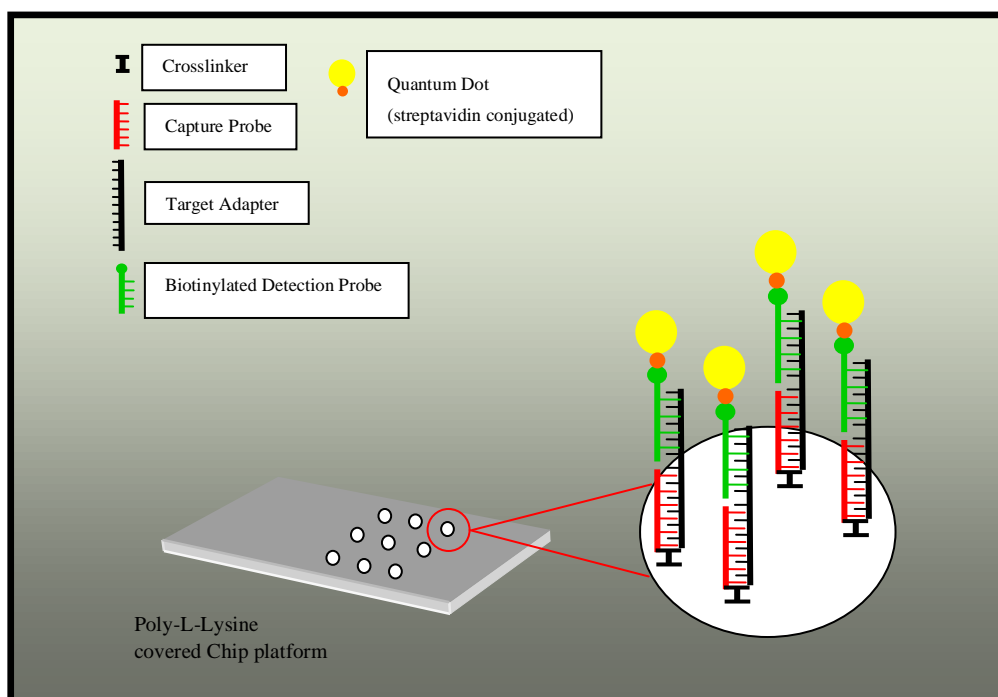 Crosslinker
Quantum Dot
(streptavidin conjugated)
Capture Probe
Target Adapter
Biotinylated Detection Probe
Poly-L-Lysine
covered Chip platform